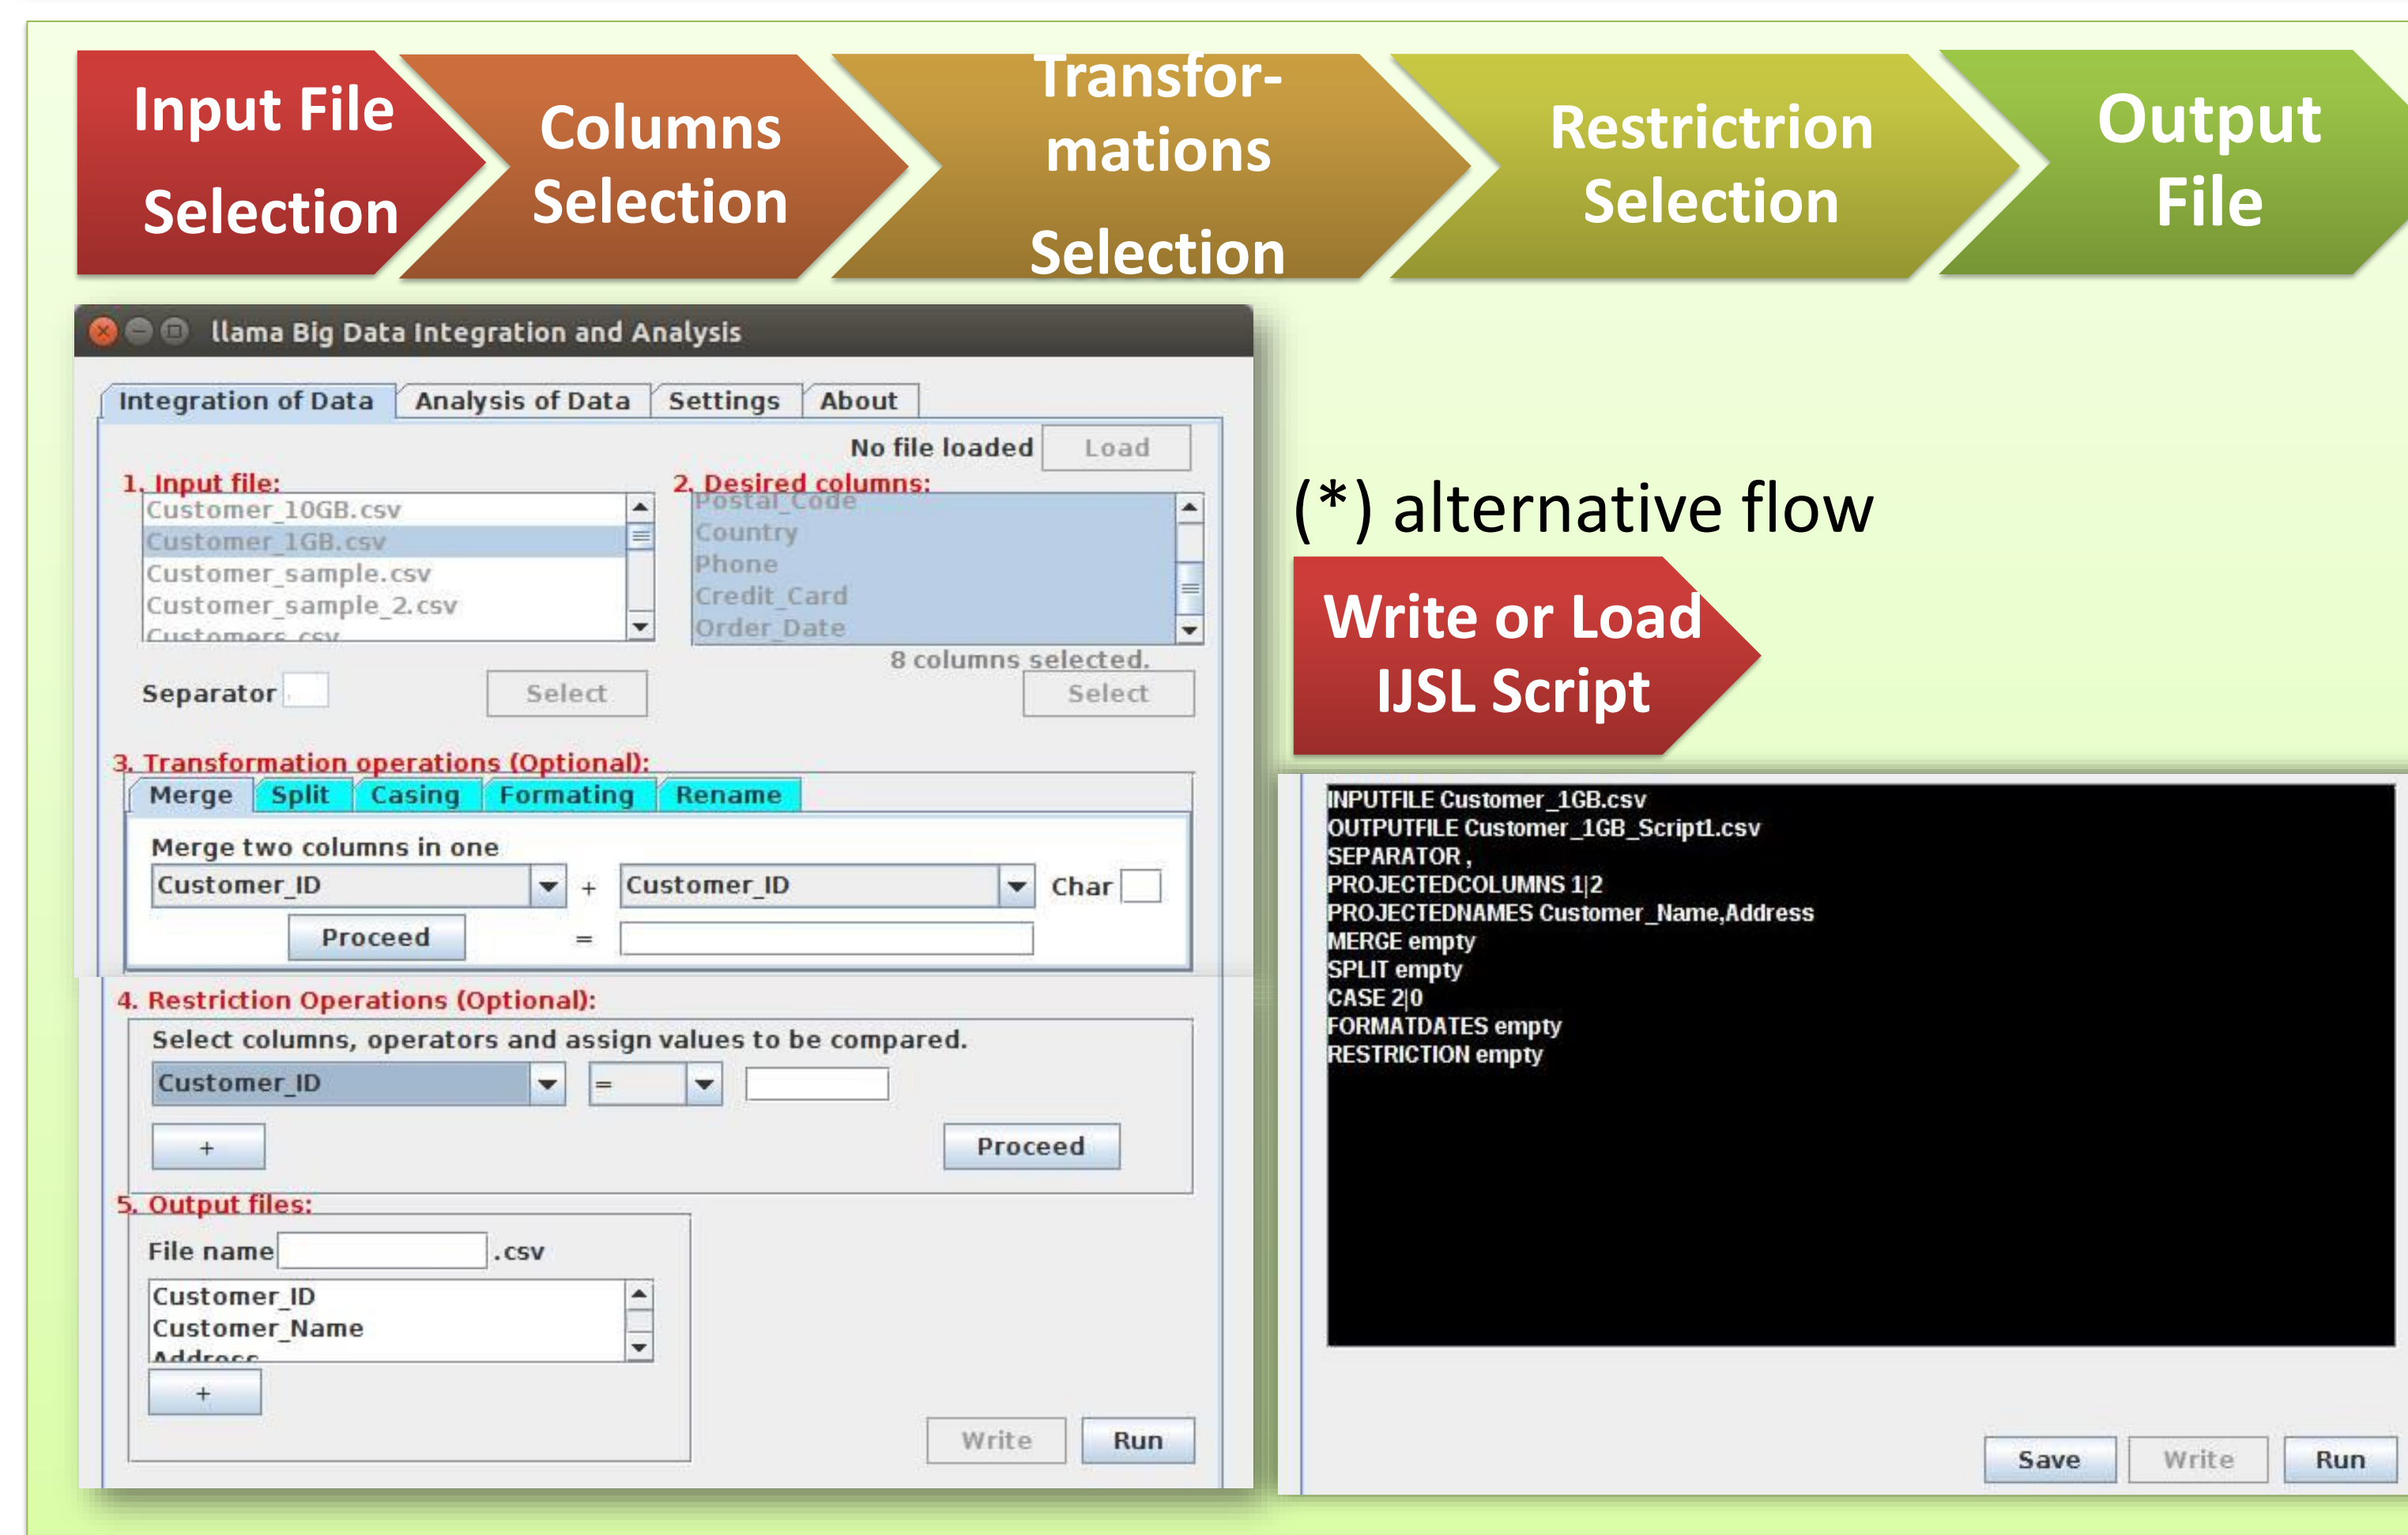 Input File
Selection
Columns
Selection
Transfor-
mations
Selection
Restrictrion
Selection
Output
File
llama Big Data Integration and Analysis
Integration of Data Analysis of Data Settings About
No file loaded Load
1. Input file:
Customer_10GB.csv
Customer_1GB.csv
Customer_sample.csv
Customer_sample_2.csv
Customers.csv
2. Desired columns:
Postal_Code
Country
Phone
Credit_Card
Order_Date
8 columns selected.
Separator , Select
Select
3. Transformation operations (Optional):
Merge Split Casing Formating Rename
Merge two columns in one
Customer_ID + Customer_ID Char
Proceed =
4. Restriction Operations (Optional):
Select columns, operators and assign values to be compared.
Customer_ID =
+ Proceed
5. Output files:
File name .csv
Customer_ID
Customer_Name
Address
+
Write Run
(*) alternative flow
Write or Load
IJSL Script
INPUTFILE Customer_1GB.csv
OUTPUTFILE Customer_1GB_Script1.csv
SEPARATOR ,
PROJECTEDCOLUMNS 1|2
PROJECTEDNAMES Customer_Name,Address
MERGE empty
SPLIT empty
CASE 2|0
FORMATDATES empty
RESTRICTION empty
Save Write Run